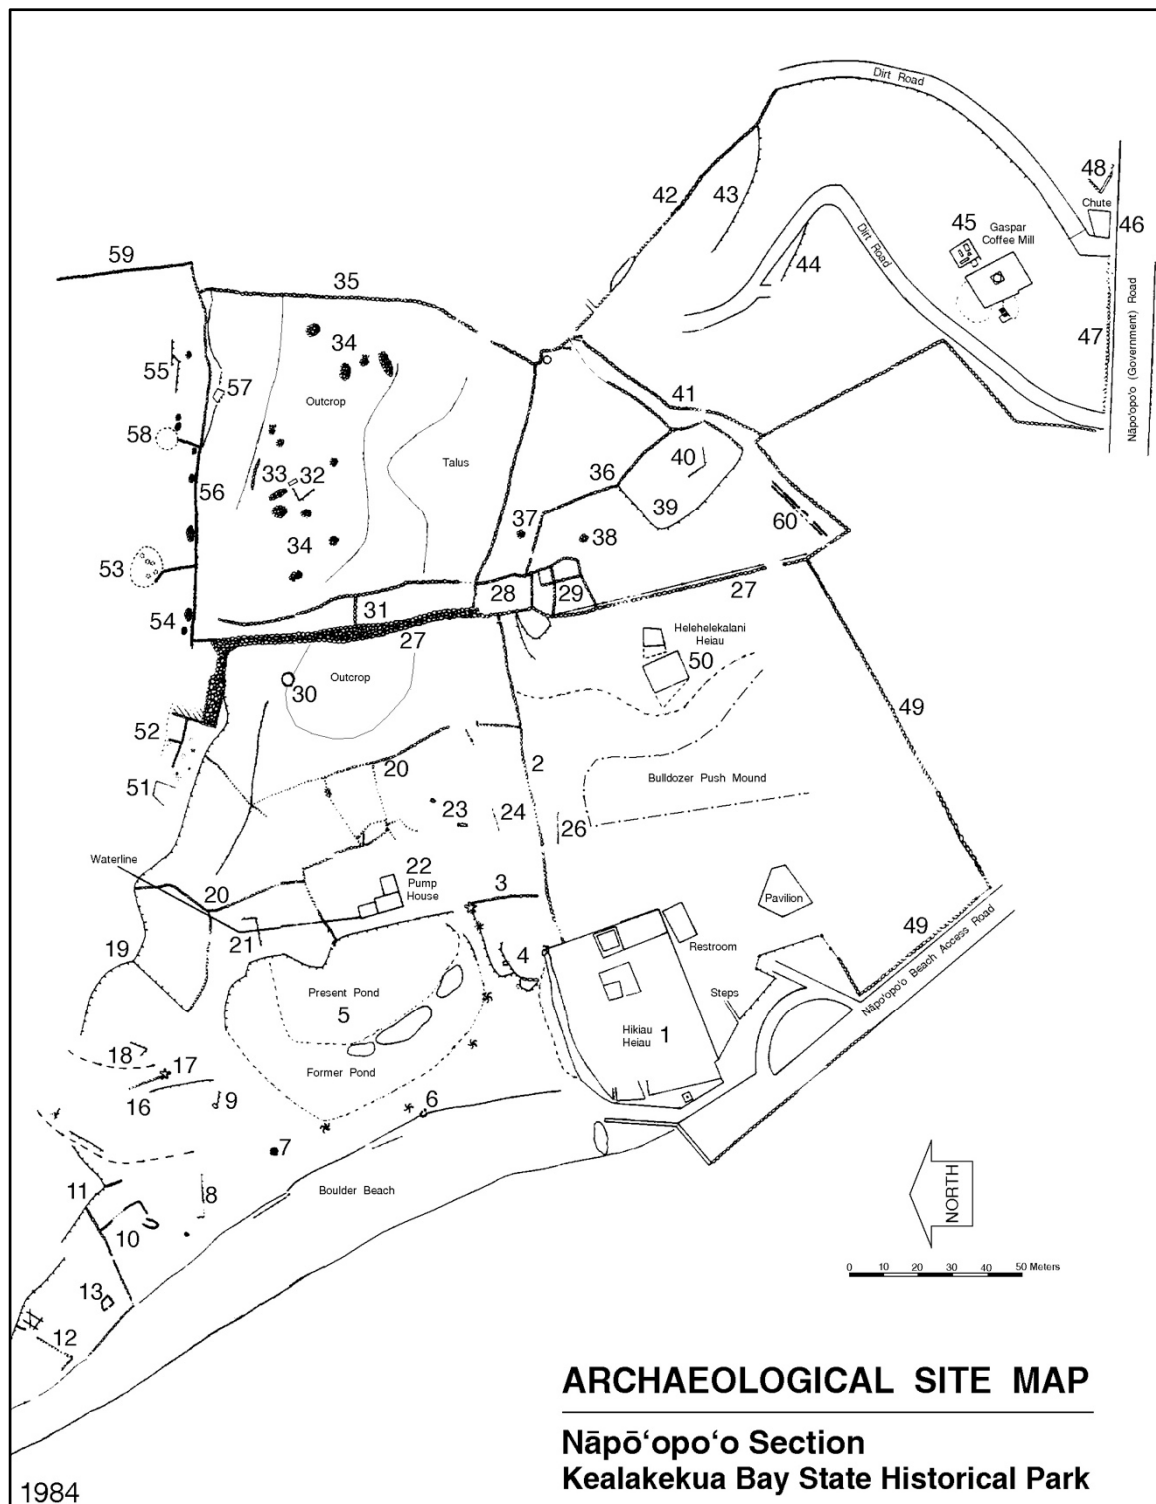 Dirt Road
48
Chute
46
42
43
45
Gaspar
Coffee Mill
Dirt Road
44
47
Nāpo‘opo‘o (Government) Road
59
35
34
55
57
Outcrop
41
58
33
32
Talus
36
40
56
39
37
38
60
34
53
54
31
28
29
27
27
Helehelekalani
Heiau
50
30
Outcrop
49
52
2
20
51
Bulldozer Push Mound
23
24
26
Waterline
22
Pump
House
3
Pavilion
20
21
49
19
4
Restroom
Nāpo‘opo‘o Beach Access Road
Present Pond
5
Steps
Hikiau
Heiau
1
18
17
Former Pond
16
9
6
7
11
8
Boulder Beach
10
NORTH
13
0 10 20 30 40 50 Meters
12
ARCHAEOLOGICAL SITE MAP
Nāpō‘opo‘o Section
Kealakekua Bay State Historical Park
1984